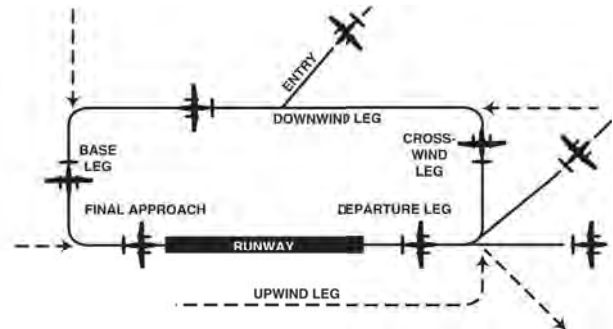 ENTRY
DOWNWIND LEG
BASE
LEG
CROSS-
WIND
LEG
FINAL APPROACH
DEPARTURE LEG
RUNWAY
UPWIND LEG